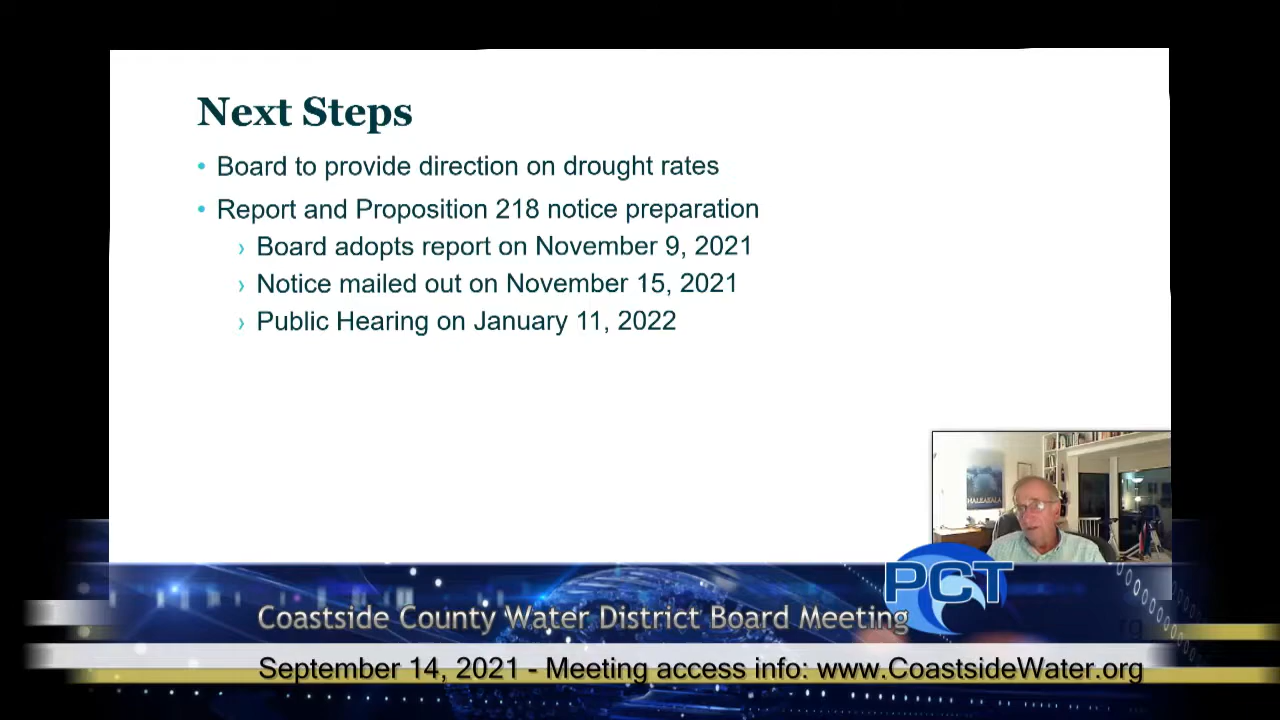 Next Steps
• Board to provide direction on drought rates
• Report and Proposition 218 notice preparation
› Board adopts report on November 9, 2021
› Notice mailed out on November 15, 2021
› Public Hearing on January 11, 2022
HALEAKALA
PCT
Coastside County Water District Board Meeting
September 14, 2021 - Meeting access info: www.CoastsideWater.org